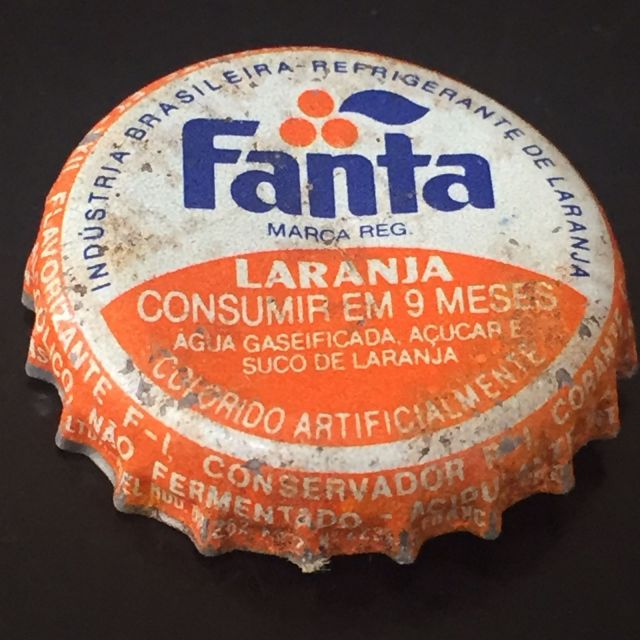 INDÚSTRIA BRASILEIRA - REFRIGERANTE DE LARANJA
Fanta
MARCA REG.
LARANJA
CONSUMIR EM 9 MESES
ÁGUA GASEIFICADA, AÇUCAR E
SUCO DE LARANJA
COLORIDO ARTIFICIALMENTE
FLAVORIZANTE F-I. CONSERVADOR
NÃO FERMENTADO -